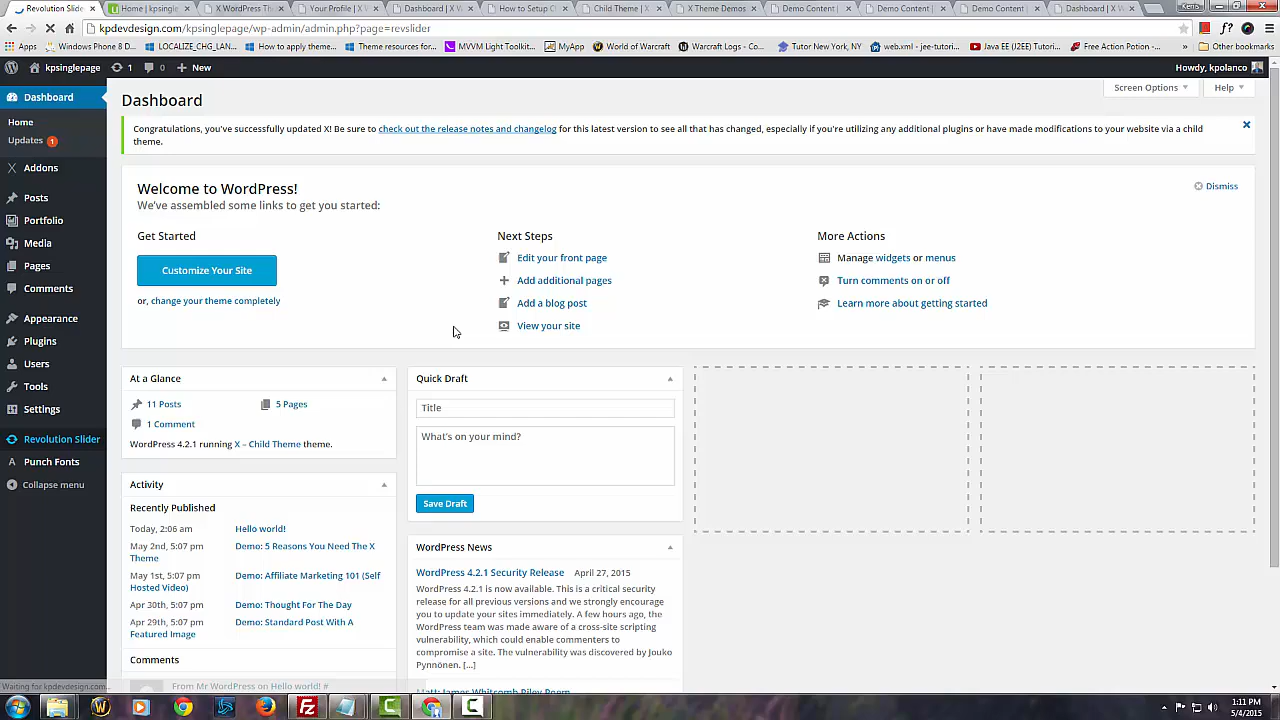 Revolution Slider
Home | kpsingle
X WordPress Th
Your Profile | X V
Dashboard | X W
How to Setup C
Child Theme | X
X Theme Demos
Demo Content |
Demo Content |
Demo Content |
Dashboard | X W
kpdevdesign.com/kpsinglepage/wp-admin/admin.php?page=revslider
Apps
Windows Phone 8 D...
LOCALIZE_CHG_LAN...
How to apply theme...
Theme resources for...
MVVM Light Toolkit...
MyApp
World of Warcraft
Warcraft Logs - Co...
Tutor New York, NY
web.xml - jee-tutori...
Java EE (J2EE) Tutori...
Free Action Potion - ...
»
Other bookmarks
kpsinglepage
1
0
New
Howdy, kpolanco
Dashboard
Home
Updates 1
Addons
Posts
Portfolio
Media
Pages
Comments
Appearance
Plugins
Users
Tools
Settings
Revolution Slider
Punch Fonts
Collapse menu
Screen Options
Help
Dashboard
Congratulations, you've successfully updated X! Be sure to check out the release notes and changelog for this latest version to see all that has changed, especially if you're utilizing any additional plugins or have made modifications to your website via a child
theme.
Welcome to WordPress!
Dismiss
We've assembled some links to get you started:
Get Started
Customize Your Site
or, change your theme completely
Next Steps
Edit your front page
Add additional pages
Add a blog post
View your site
More Actions
Manage widgets or menus
Turn comments on or off
Learn more about getting started
At a Glance
11 Posts
5 Pages
1 Comment
WordPress 4.2.1 running X – Child Theme theme.
Activity
Recently Published
Today, 2:06 am
Hello world!
May 2nd, 5:07 pm
Demo: 5 Reasons You Need The X
Theme
May 1st, 5:07 pm
Demo: Affiliate Marketing 101 (Self
Hosted Video)
Apr 30th, 5:07 pm
Demo: Thought For The Day
Apr 29th, 5:07 pm
Demo: Standard Post With A
Featured Image
Comments
From Mr WordPress on Hello world! #
Quick Draft
Title
What's on your mind?
Save Draft
WordPress News
WordPress 4.2.1 Security Release April 27, 2015
WordPress 4.2.1 is now available. This is a critical
security release for all previous versions and we strongly encourage
you to update your sites immediately. A few hours ago, the
WordPress team was made aware of a cross-site scripting
vulnerability, which could enable commenters to
compromise a site. The vulnerability was discovered by Jouko
Pynnönen. [...]
Matt: James Whitcomb Riley Poem
Waiting for kpdevdesign.com...
1:11 PM
5/4/2015